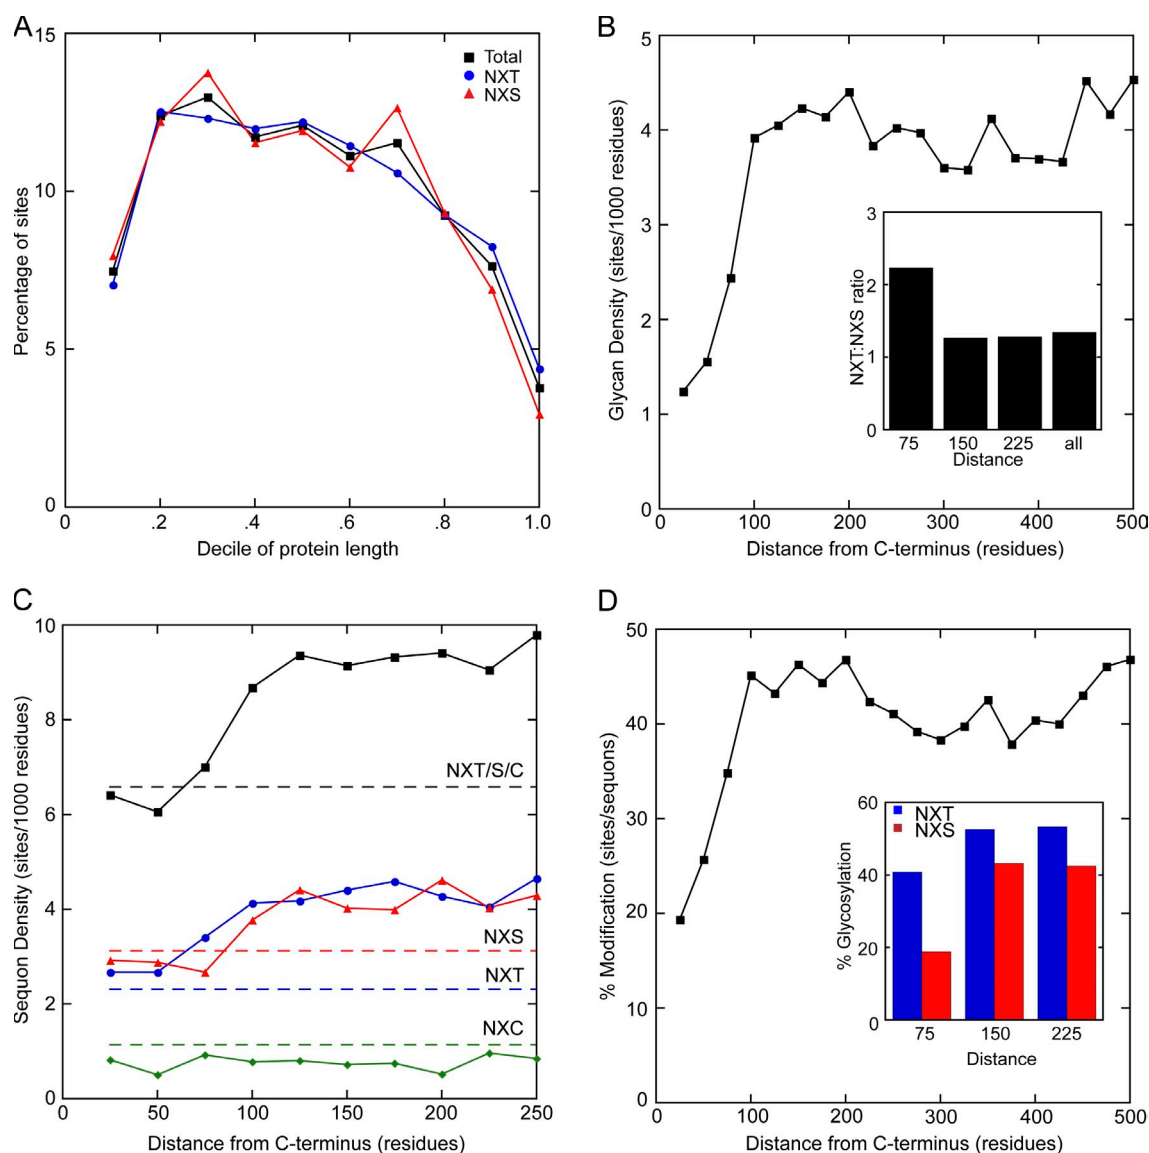 A
15
10
5
0
Percentage of sites
Total
NXT
NXS
0 .2 .4 .6 .8 1.0
Decile of protein length
B
5
4
3
2
1
0
Glycan Density (sites/1000 residues)
3
2
1
0
NXT:NXS ratio
75 150 225 all
Distance
0 100 200 300 400 500
Distance from C-terminus (residues)
C
10
8
6
4
2
0
Sequon Density (sites/1000 residues)
NXT/S/C
NXS
NXT
NXC
0 50 100 150 200 250
Distance from C-terminus (residues)
D
50
40
30
20
10
0
% Modification (sites/sequons)
60
40
20
0
% Glycosylation
NXT
NXS
75 150 225
Distance
0 100 200 300 400 500
Distance from C-terminus (residues)